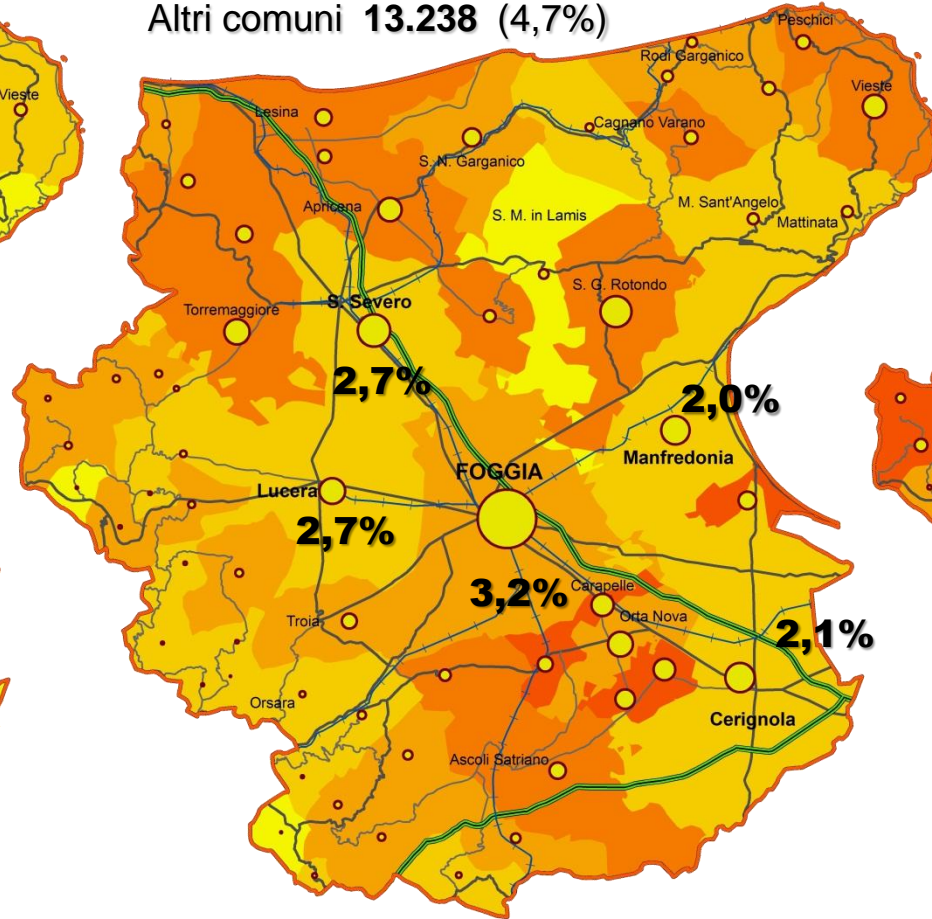 Altri comuni 13.238 (4,7%)
Peschici
Rodi Garganico
Vieste
Vieste
Lesina
Cagnano Varano
S. N. Garganico
Apricena
S. M. in Lamis
M. Sant'Angelo
Mattinata
S. G. Rotondo
S. Severo
Torremaggiore
2,7%
2,0%
Manfredonia
FOGGIA
Lucera
2,7%
3,2%
Carapelle
Orta Nova
Troia
2,1%
Orsara
Cerignola
Ascoli Satriano